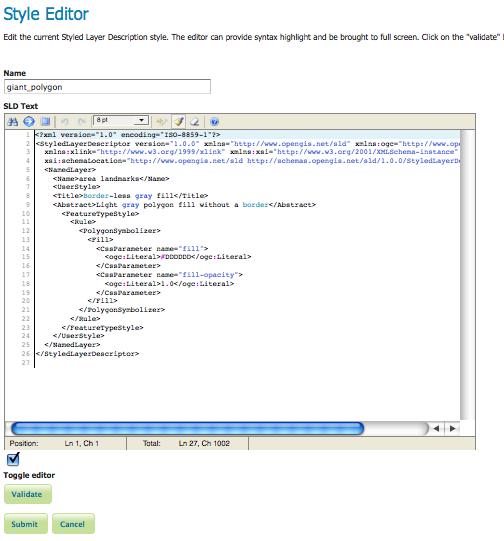 Style Editor
Edit the current Styled Layer Description style. The editor can provide syntax highlight and be brought to full screen. Click on the "validate"
Name
giant_polygon
SLD Text
8 pt
1 <?xml version="1.0" encoding="ISO-8859-1"?>
2 <StyledLayerDescriptor version="1.0.0" xmlns="http://www.opengis.net/sld" xmlns:ogc="http://www.op
3 xmlns:xlink="http://www.w3.org/1999/xlink" xmlns:xsi="http://www.w3.org/2001/XMLSchema-instance"
4 xsi:schemaLocation="http://www.opengis.net/sld http://schemas.opengis.net/sld/1.0.0/StyledLayerD
5 <NamedLayer>
6 <Name>area landmarks</Name>
7 <UserStyle>
8 <Title>Border-less gray fill</Title>
9 <Abstract>Light gray polygon fill without a border</Abstract>
10 <FeatureTypeStyle>
11 <Rule>
12 <PolygonSymbolizer>
13 <Fill>
14 <CssParameter name="fill">
15 <ogc:Literal>#DDDDDD</ogc:Literal>
16 </CssParameter>
17 <CssParameter name="fill-opacity">
18 <ogc:Literal>1.0</ogc:Literal>
19 </CssParameter>
20 </Fill>
21 </PolygonSymbolizer>
22 </Rule>
23 </FeatureTypeStyle>
24 </UserStyle>
25 </NamedLayer>
26 </StyledLayerDescriptor>
27
Position: Ln 1, Ch 1 Total: Ln 27, Ch 1002
Toggle editor
Validate
Submit Cancel